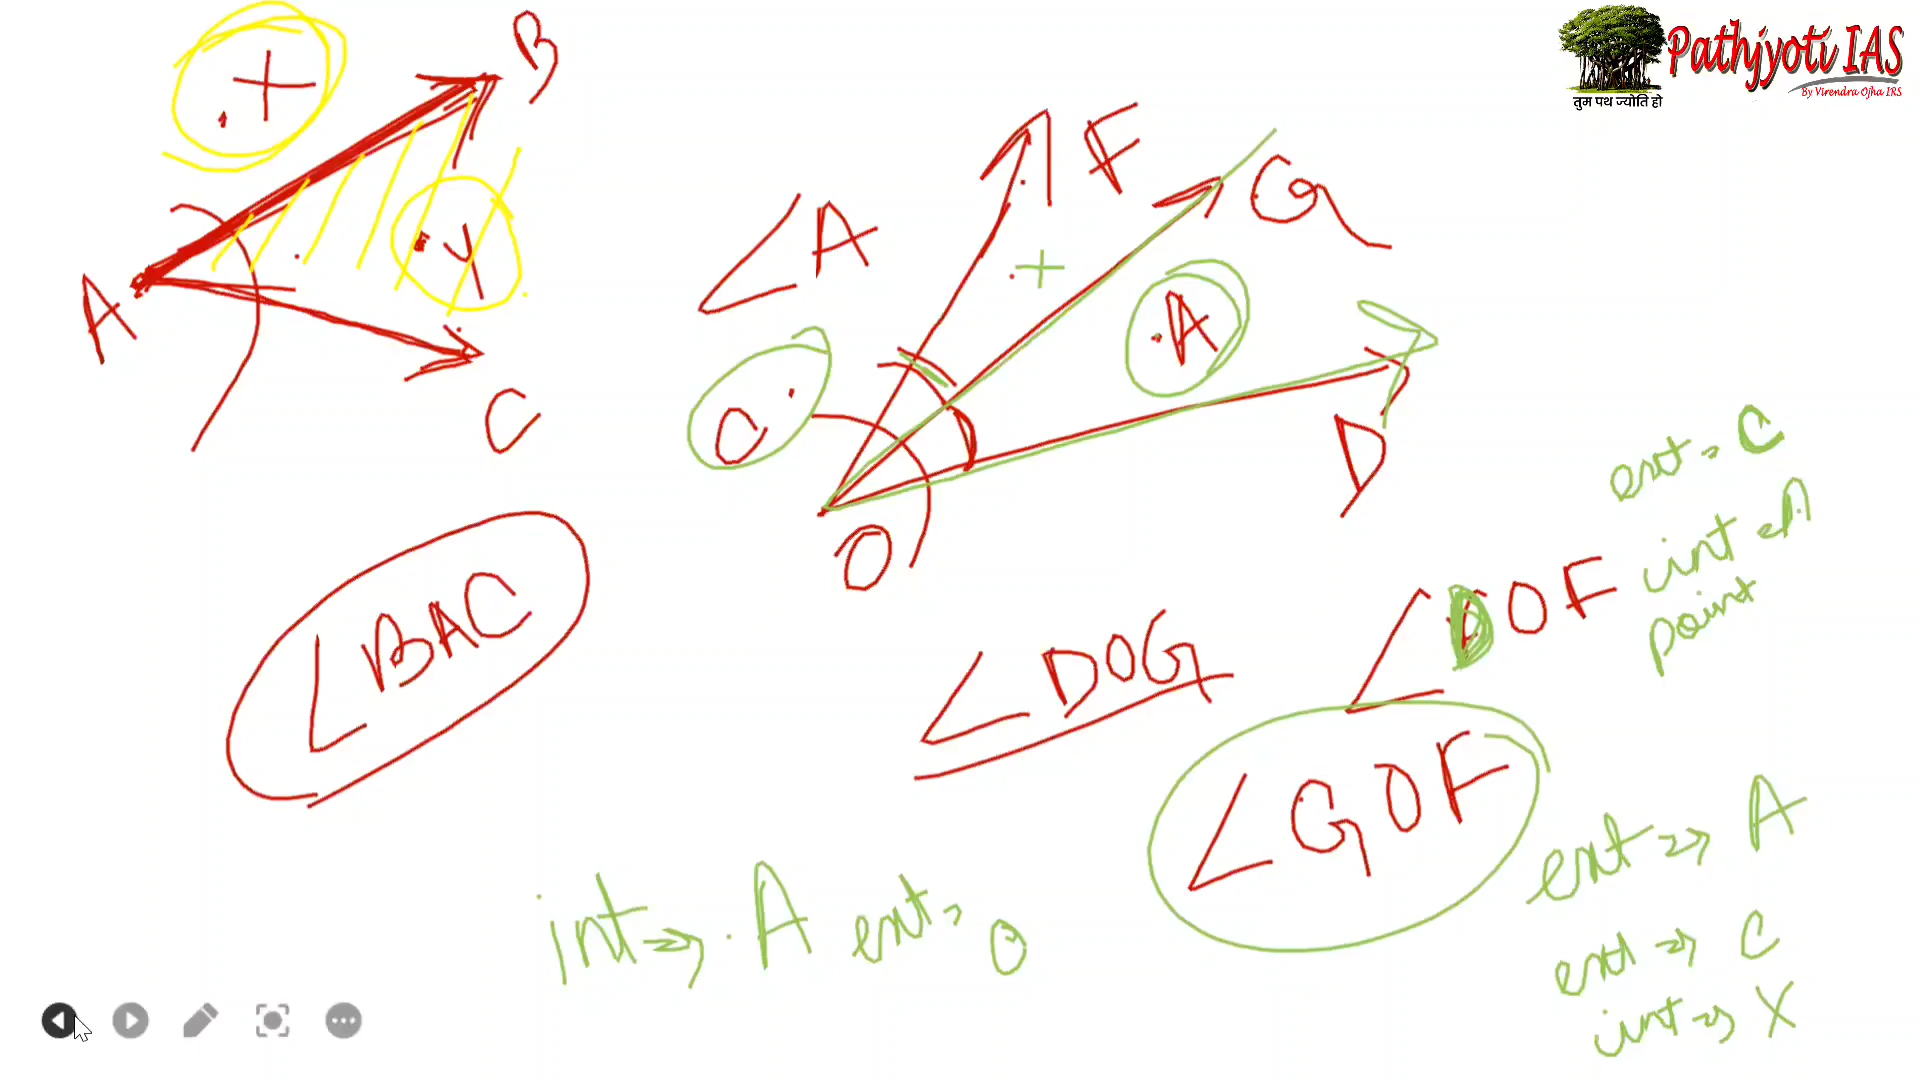 Pathjyoti IAS
By Virendra Ojha IRS
तुम पथ ज्योति हो
X
B
Y
A
C
∠A
F
G
X
A
C
D
O
ext → C
int → A
point
∠BAC
∠DOG
∠DOF
∠GOF
int → A ext →
ext → A
ext → C
int → X